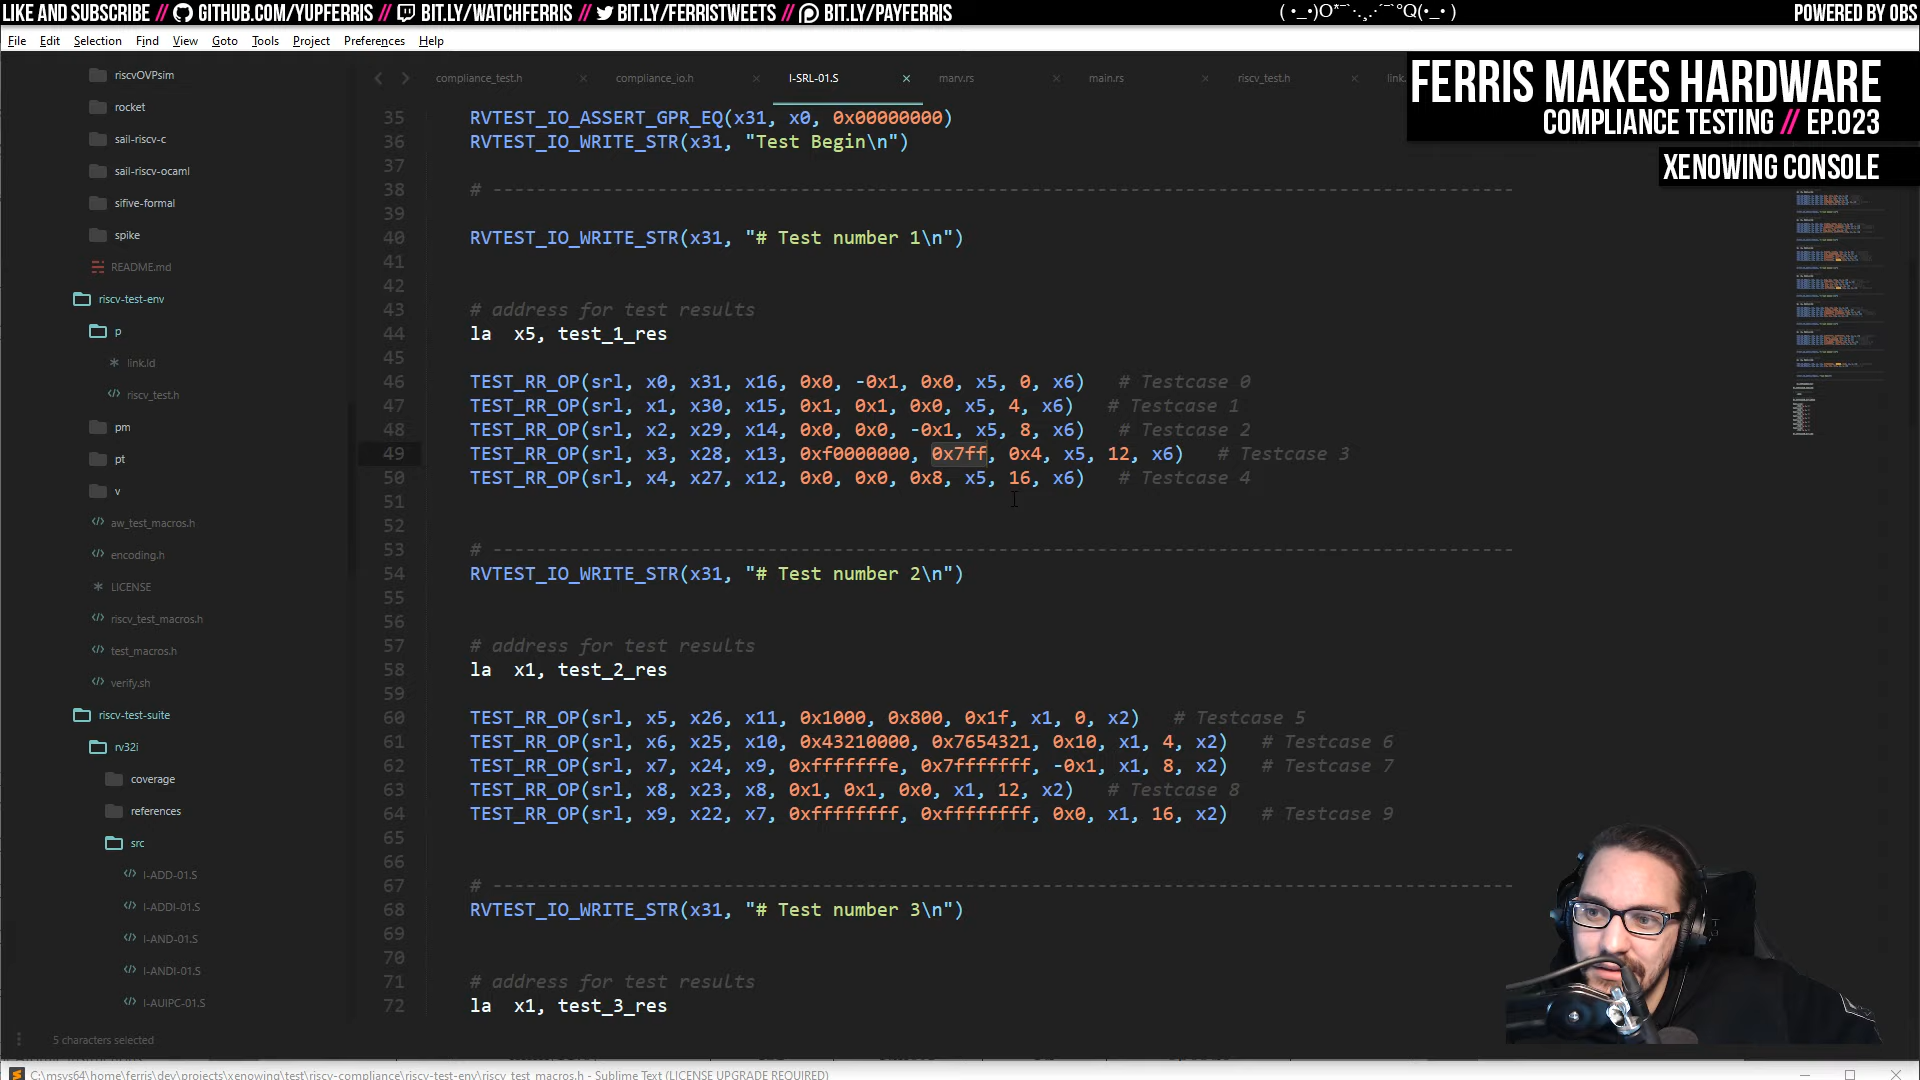 LIKE AND SUBSCRIBE // GITHUB.COM/YUPFERRIS // BIT.LY/WATCHFERRIS // BIT.LY/FERRISTWEETS // BIT.LY/PAYFERRIS
POWERED BY OBS
File Edit Selection Find View Goto Tools Project Preferences Help
FERRIS MAKES HARDWARE
COMPLIANCE TESTING // EP.023
XENOWING CONSOLE
compliance_test.h compliance_io.h I-SRL-01.S marv.rs main.rs riscv_test.h
riscvOVPsim
rocket
sail-riscv-c
sail-riscv-ocaml
sifive-formal
spike
README.md
riscv-test-env
p
link.ld
riscv_test.h
pm
pt
v
aw_test_macros.h
encoding.h
LICENSE
riscv_test_macros.h
test_macros.h
verify.sh
riscv-test-suite
rv32i
coverage
references
src
I-ADD-01.S
I-ADDI-01.S
I-AND-01.S
I-ANDI-01.S
I-AUIPC-01.S
35 RVTEST_IO_ASSERT_GPR_EQ(x31, x0, 0x00000000)
36 RVTEST_IO_WRITE_STR(x31, "Test Begin\n")
37
38 # ---------------------------------------------------------------------------------------------
39
40 RVTEST_IO_WRITE_STR(x31, "# Test number 1\n")
41
42
43 # address for test results
44 la x5, test_1_res
45
46 TEST_RR_OP(srl, x0, x31, x16, 0x0, -0x1, 0x0, x5, 0, x6) # Testcase 0
47 TEST_RR_OP(srl, x1, x30, x15, 0x1, 0x1, 0x0, x5, 4, x6) # Testcase 1
48 TEST_RR_OP(srl, x2, x29, x14, 0x0, 0x0, -0x1, x5, 8, x6) # Testcase 2
49 TEST_RR_OP(srl, x3, x28, x13, 0xf0000000, 0x7ff, 0x4, x5, 12, x6) # Testcase 3
50 TEST_RR_OP(srl, x4, x27, x12, 0x0, 0x0, 0x8, x5, 16, x6) # Testcase 4
51
52
53 # ---------------------------------------------------------------------------------------------
54 RVTEST_IO_WRITE_STR(x31, "# Test number 2\n")
55
56
57 # address for test results
58 la x1, test_2_res
59
60 TEST_RR_OP(srl, x5, x26, x11, 0x1000, 0x800, 0x1f, x1, 0, x2) # Testcase 5
61 TEST_RR_OP(srl, x6, x25, x10, 0x43210000, 0x7654321, 0x10, x1, 4, x2) # Testcase 6
62 TEST_RR_OP(srl, x7, x24, x9, 0xfffffffe, 0x7fffffff, -0x1, x1, 8, x2) # Testcase 7
63 TEST_RR_OP(srl, x8, x23, x8, 0x1, 0x1, 0x0, x1, 12, x2) # Testcase 8
64 TEST_RR_OP(srl, x9, x22, x7, 0xffffffff, 0xffffffff, 0x0, x1, 16, x2) # Testcase 9
65
66
67 # ---------------------------------------------------------------------------------------------
68 RVTEST_IO_WRITE_STR(x31, "# Test number 3\n")
69
70
71 # address for test results
72 la x1, test_3_res
5 characters selected
C:\msys64\home\ferris\dev\projects\xenowing\test\riscv-compliance\riscv-test-env\riscv_test_macros.h - Sublime Text (LICENSE UPGRADE REQUIRED)